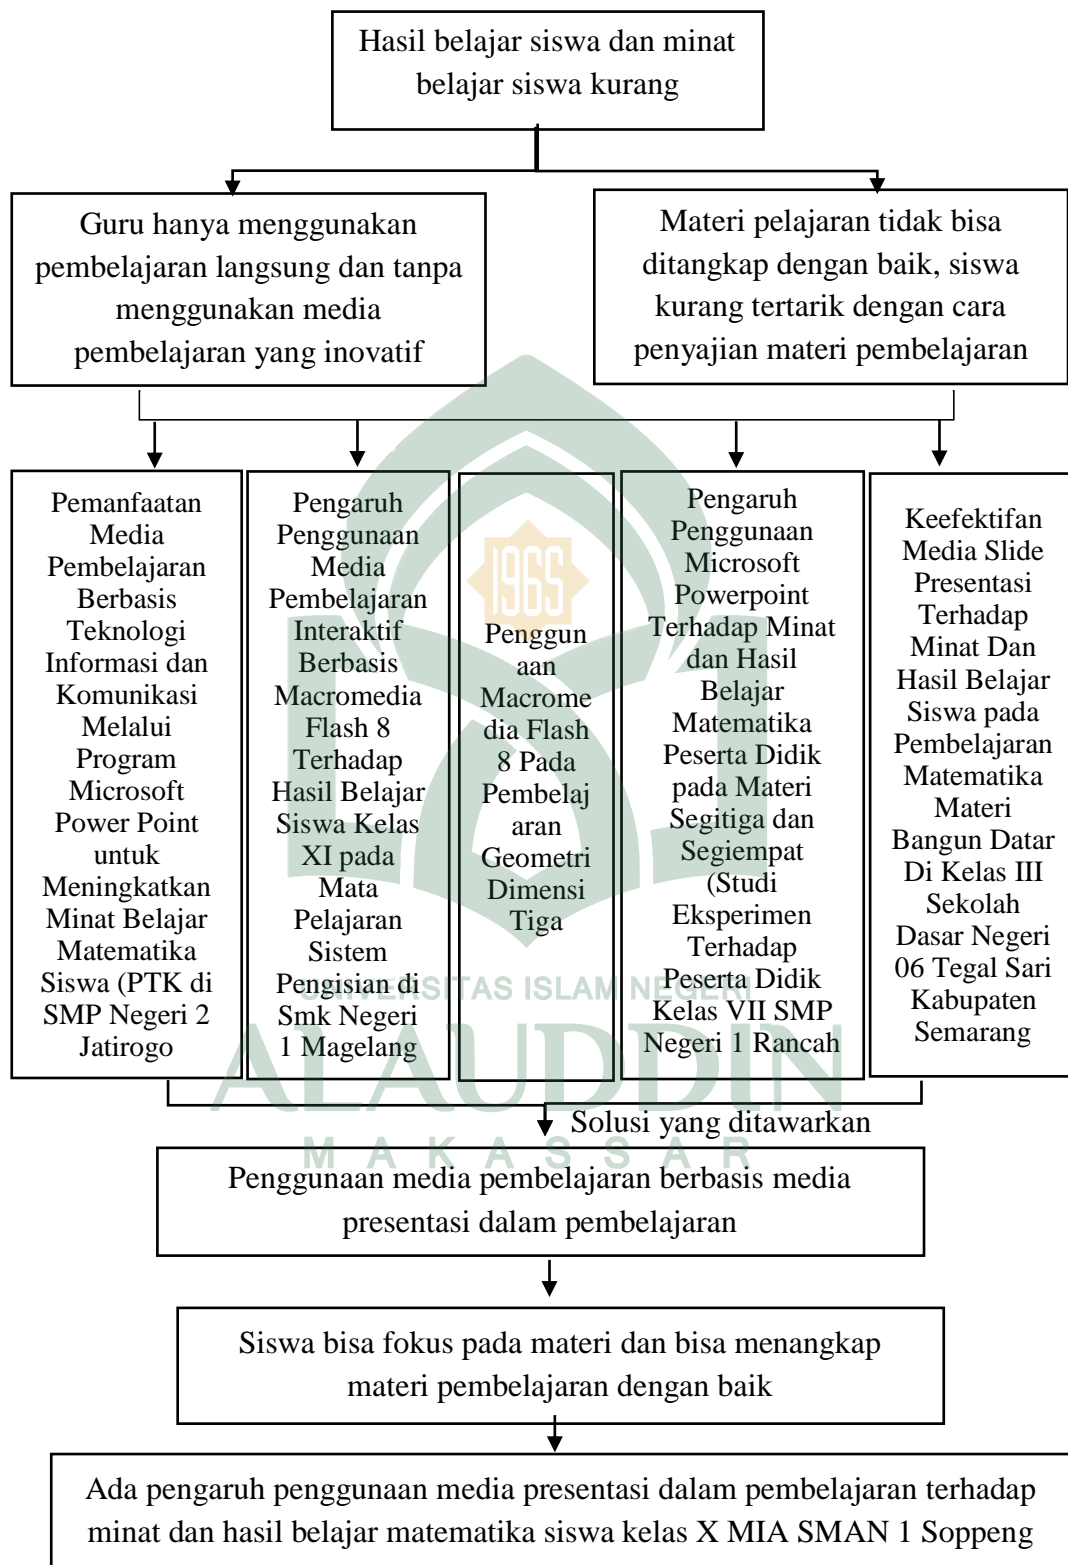 Hasil belajar siswa dan minat
belajar siswa kurang
Guru hanya menggunakan
pembelajaran langsung dan tanpa
menggunakan media
pembelajaran yang inovatif
Materi pelajaran tidak bisa
ditangkap dengan baik, siswa
kurang tertarik dengan cara
penyajian materi pembelajaran
Pemanfaatan
Media
Pembelajaran
Berbasis
Teknologi
Informasi dan
Komunikasi
Melalui
Program
Microsoft
Power Point
untuk
Meningkatkan
Minat Belajar
Matematika
Siswa (PTK di
SMP Negeri 2
Jatirogo
Pengaruh
Penggunaan
Media
Pembelajaran
Interaktif
Berbasis
Macromedia
Flash 8
Terhadap
Hasil Belajar
Siswa Kelas
XI pada
Mata
Pelajaran
Sistem
Pengisian di
Smk Negeri
1 Magelang
1965
Penggun
aan
Macrome
dia Flash
8 Pada
Pembelaj
aran
Geometri
Dimensi
Tiga
Pengaruh
Penggunaan
Microsoft
Powerpoint
Terhadap Minat
dan Hasil
Belajar
Matematika
Peserta Didik
pada Materi
Segitiga dan
Segiempat
(Studi
Eksperimen
Terhadap
Peserta Didik
Kelas VII SMP
Negeri 1 Rancah
Keefektifan
Media Slide
Presentasi
Terhadap
Minat Dan
Hasil Belajar
Siswa pada
Pembelajaran
Matematika
Materi
Bangun Datar
Di Kelas III
Sekolah
Dasar Negeri
06 Tegal Sari
Kabupaten
Semarang
UNIVERSITAS ISLAM NEGERI
ALAUDDIN
MAKASSAR
Solusi yang ditawarkan
Penggunaan media pembelajaran berbasis media
presentasi dalam pembelajaran
Siswa bisa fokus pada materi dan bisa menangkap
materi pembelajaran dengan baik
Ada pengaruh penggunaan media presentasi dalam pembelajaran terhadap
minat dan hasil belajar matematika siswa kelas X MIA SMAN 1 Soppeng